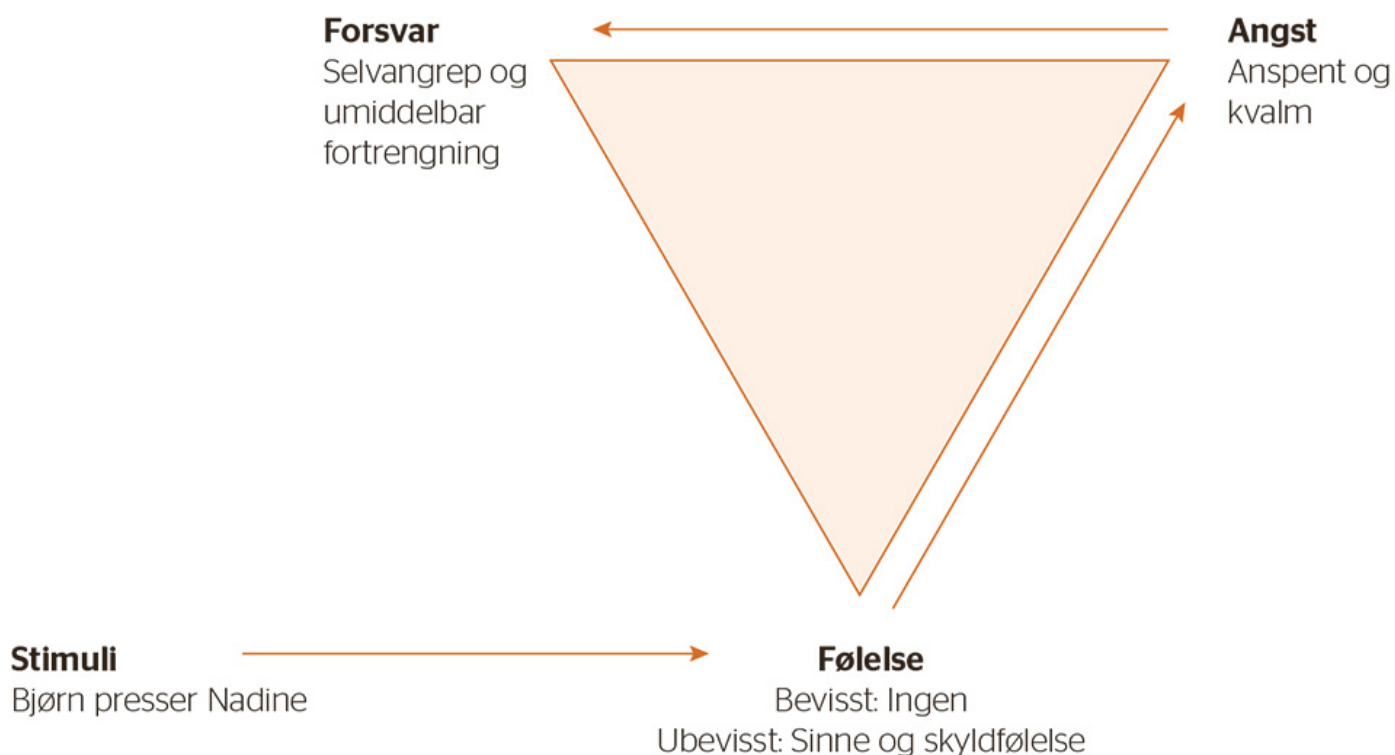 Forsvar
Selvangrep og
umiddelbar
fortrengning
Angst
Anspent og
kvalm
Stimuli
Bjørn presser Nadine
Følelse
Bevisst: Ingen
Ubevisst: Sinne og skyldfølelse